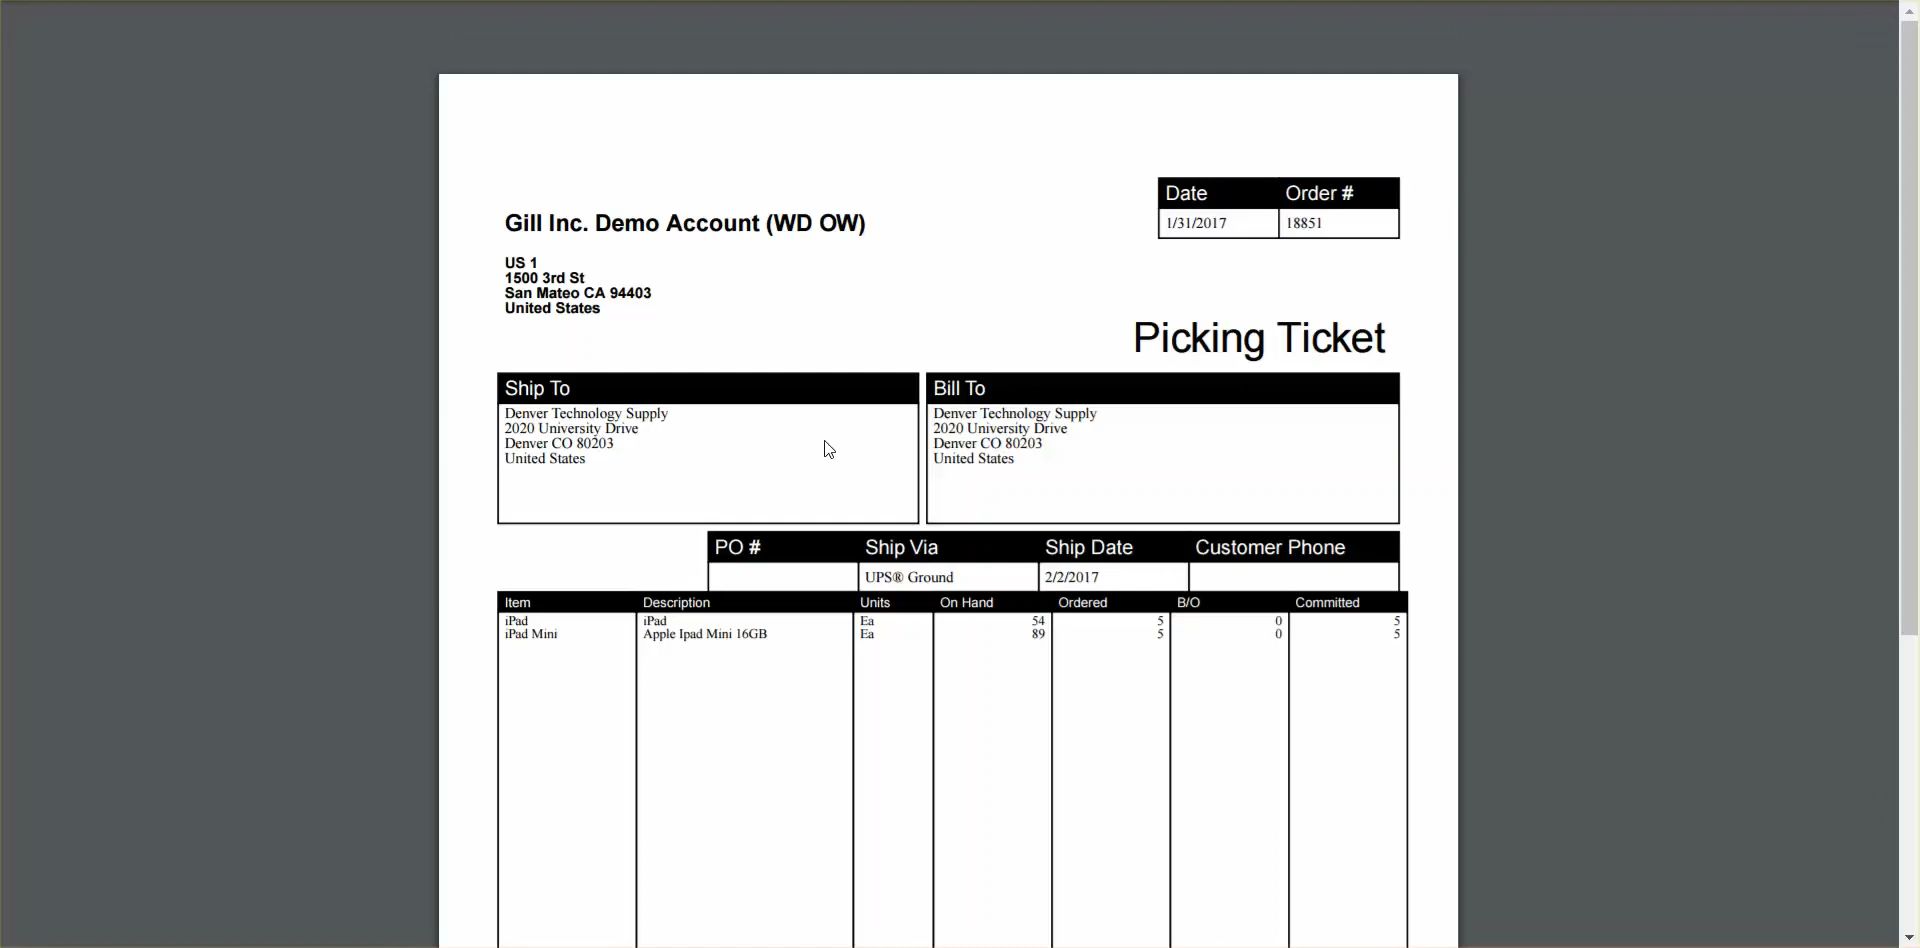 Date Order #
1/31/2017 18851
Gill Inc. Demo Account (WD OW)
US 1
1500 3rd St
San Mateo CA 94403
United States
Picking Ticket
Ship To
Denver Technology Supply
2020 University Drive
Denver CO 80203
United States
Bill To
Denver Technology Supply
2020 University Drive
Denver CO 80203
United States
PO # Ship Via Ship Date Customer Phone
UPS® Ground 2/2/2017
Item Description Units On Hand Ordered B/O Committed
iPad iPad Ea 54 5 0 5
iPad Mini Apple Ipad Mini 16GB Ea 89 5 0 5